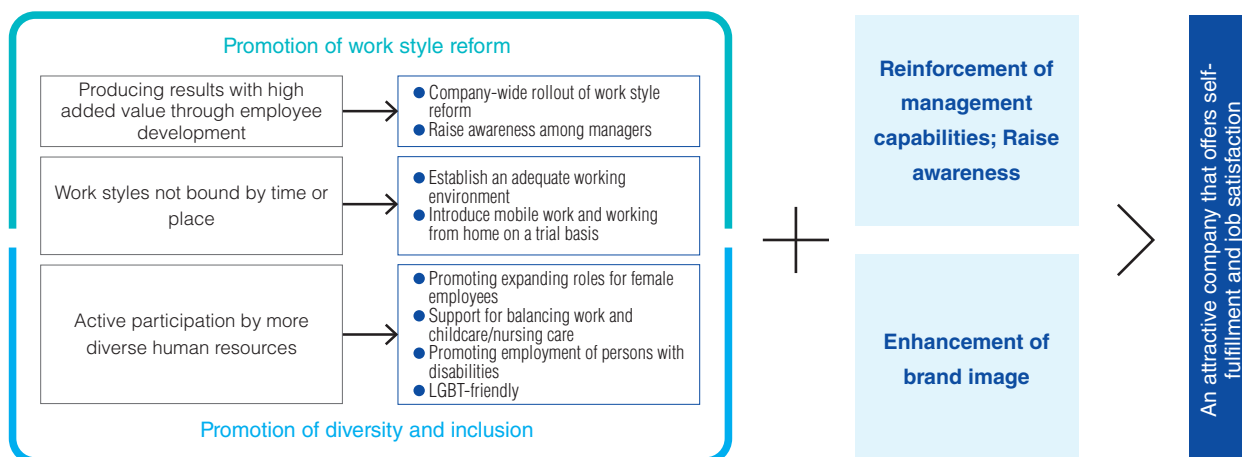 Promotion of work style reform
Producing results with high
added value through employee
development
● Company-wide rollout of work style
reform
● Raise awareness among managers
Work styles not bound by time or
place
● Establish an adequate working
environment
● Introduce mobile work and working
from home on a trial basis
Active participation by more
diverse human resources
● Promoting expanding roles for female
employees
● Support for balancing work and
childcare/nursing care
● Promoting employment of persons with
disabilities
● LGBT-friendly
Promotion of diversity and inclusion
Reinforcement of
management
capabilities; Raise
awareness
Enhancement of
brand image
An attractive company that offers self-
fulfillment and job satisfaction